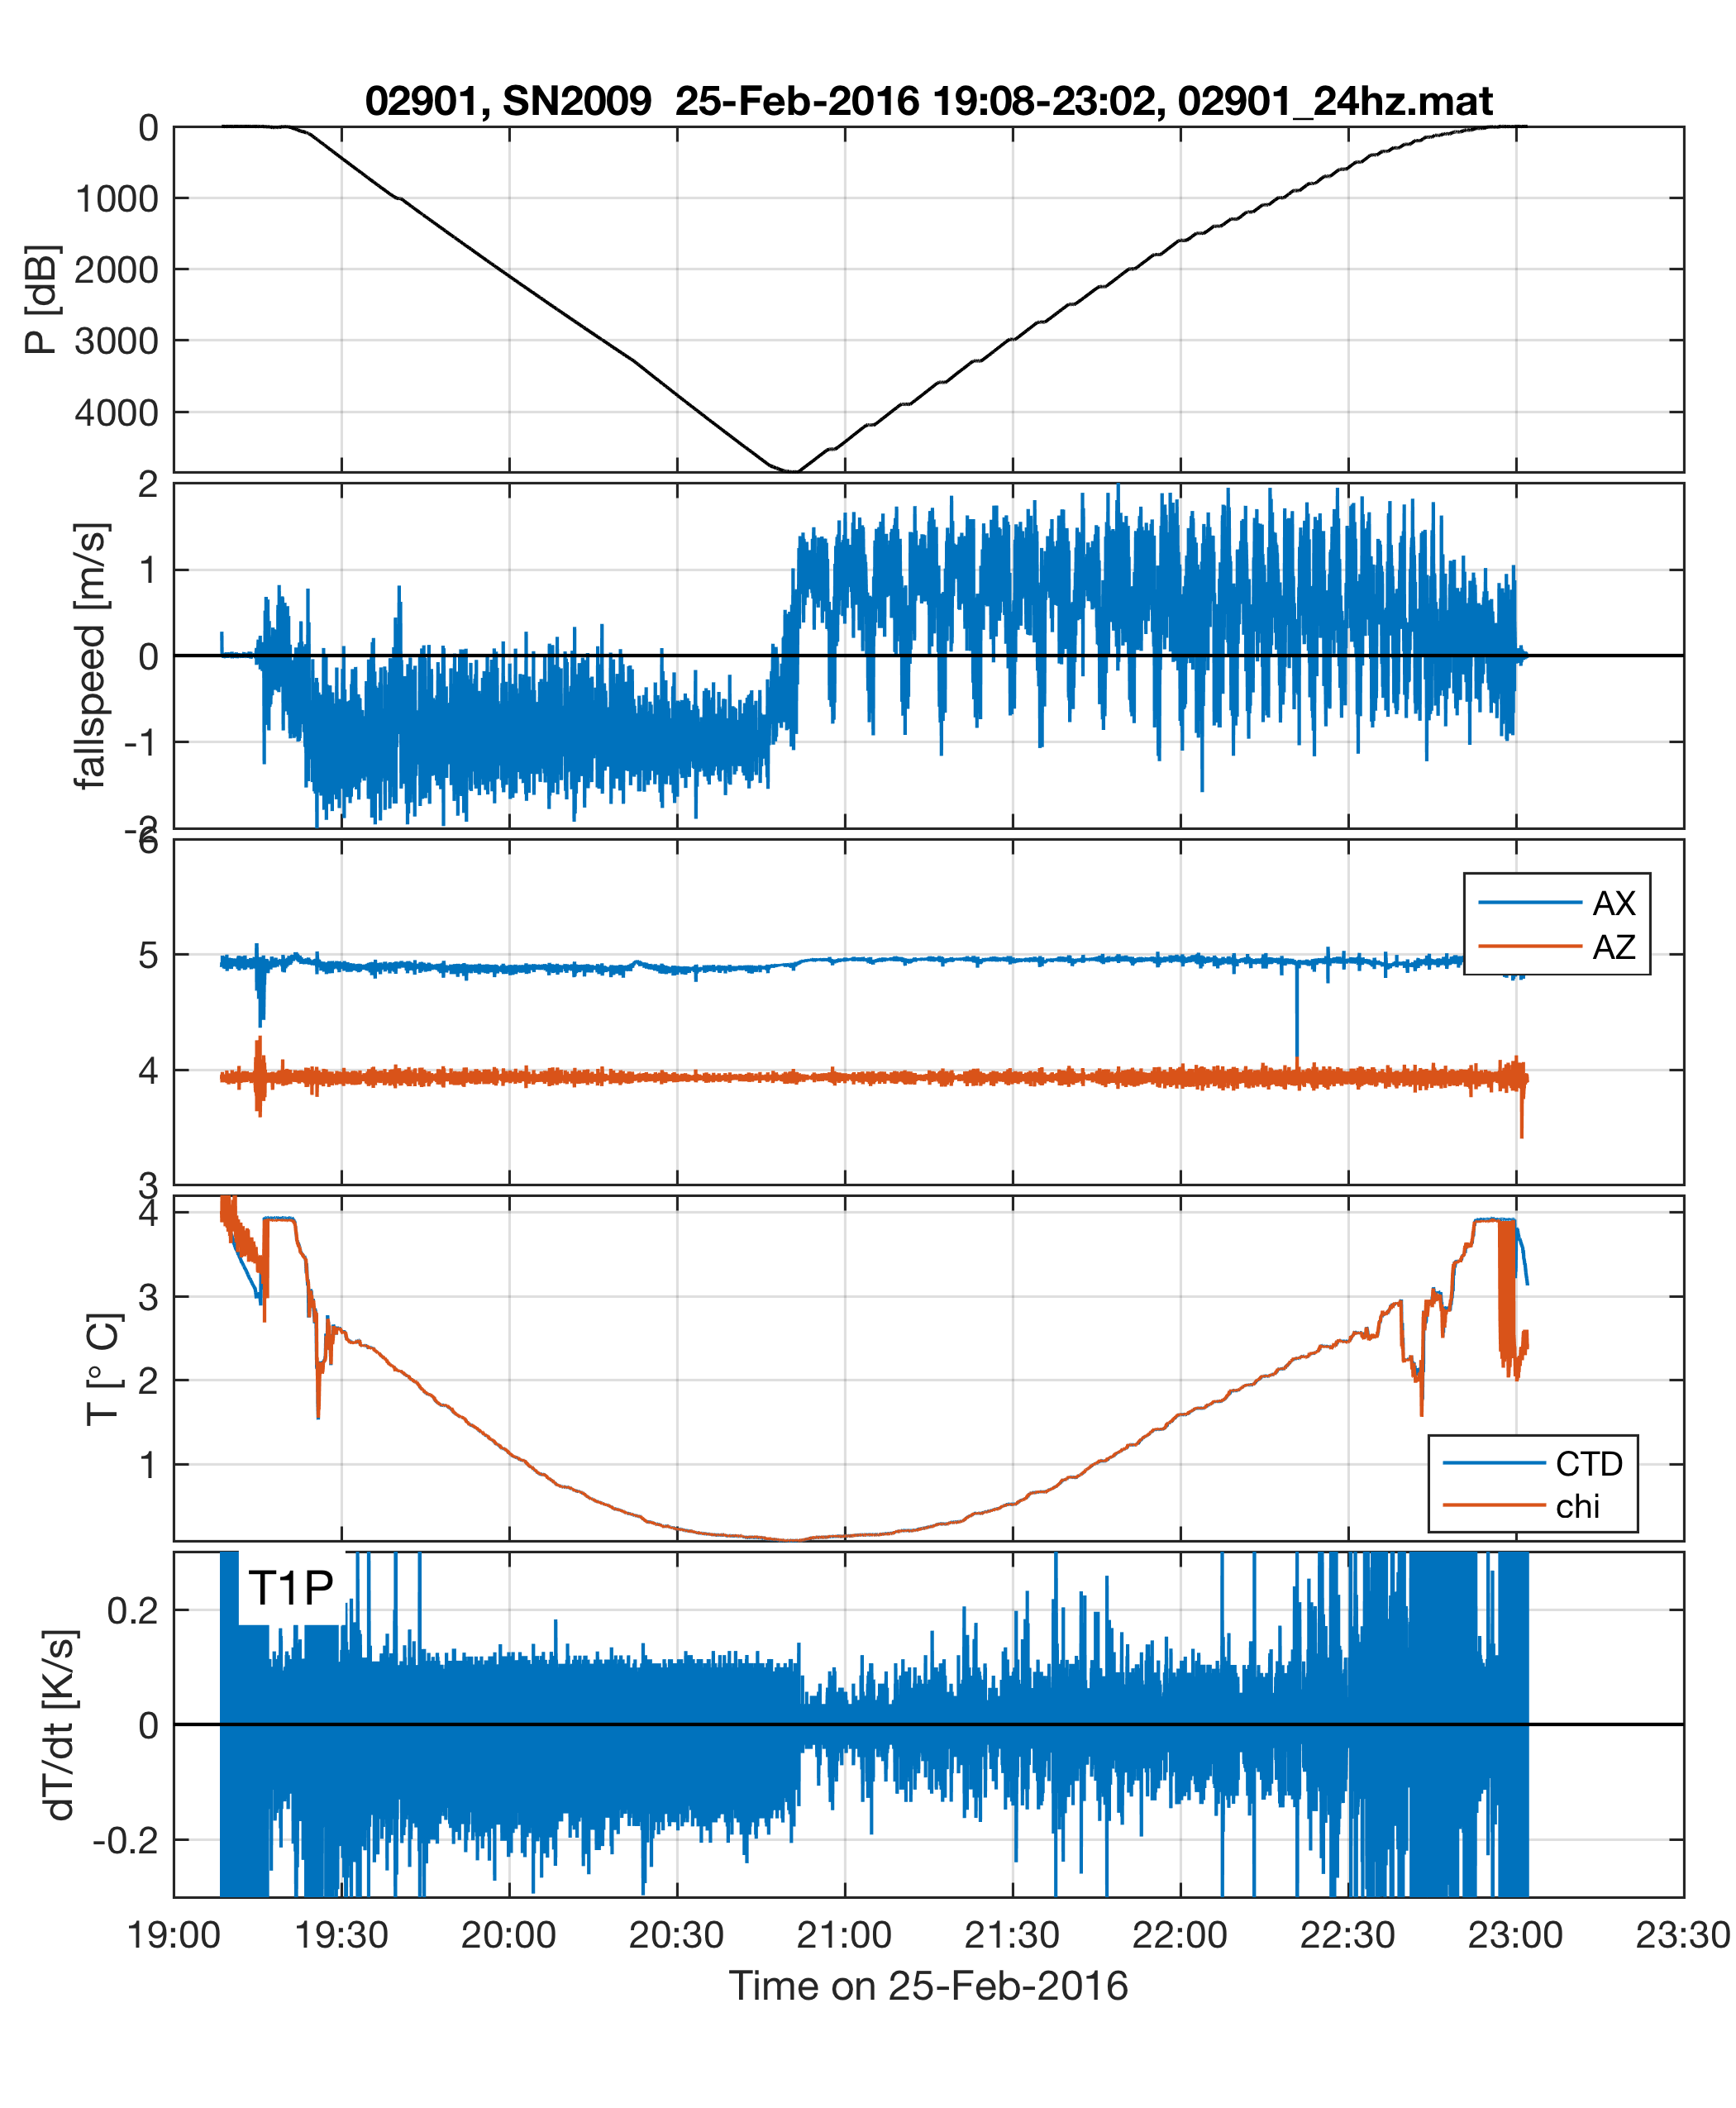 02901, SN2009  25-Feb-2016 19:08-23:02, 02901_24hz.mat
0
1000
2000
3000
4000
P [dB]
2
1
0
-1
-2
fallspeed [m/s]
6
5
4
3
AX
AZ
4
3
2
1
T [° C]
CTD
chi
T1P
0.2
0
-0.2
dT/dt [K/s]
19:00 19:30 20:00 20:30 21:00 21:30 22:00 22:30 23:00 23:30
Time on 25-Feb-2016